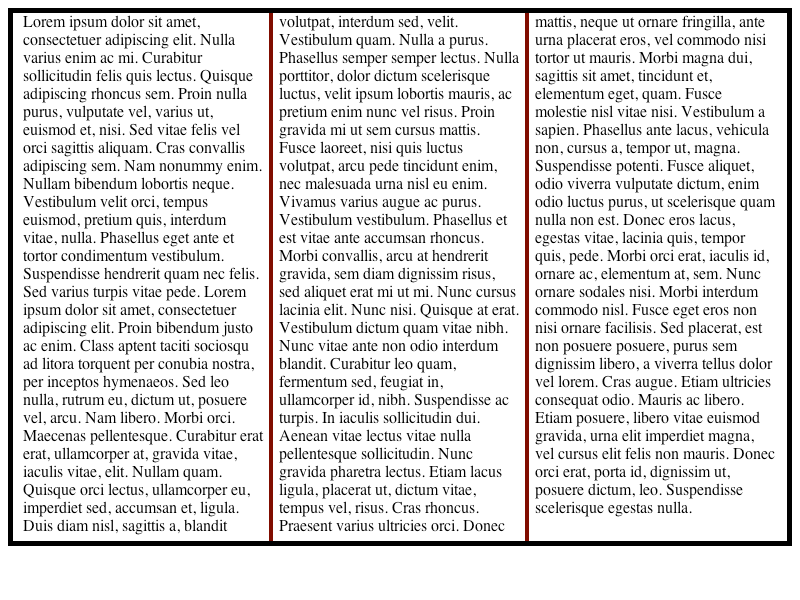 Lorem ipsum dolor sit amet,
consectetuer adipiscing elit. Nulla
varius enim ac mi. Curabitur
sollicitudin felis quis lectus. Quisque
adipiscing rhoncus sem. Proin nulla
purus, vulputate vel, varius ut,
euismod et, nisi. Sed vitae felis vel
orci sagittis aliquam. Cras convallis
adipiscing sem. Nam nonummy enim.
Nullam bibendum lobortis neque.
Vestibulum velit orci, tempus
euismod, pretium quis, interdum
vitae, nulla. Phasellus eget ante et
tortor condimentum vestibulum.
Suspendisse hendrerit quam nec felis.
Sed varius turpis vitae pede. Lorem
ipsum dolor sit amet, consectetuer
adipiscing elit. Proin bibendum justo
ac enim. Class aptent taciti sociosqu
ad litora torquent per conubia nostra,
per inceptos hymenaeos. Sed leo
nulla, rutrum eu, dictum ut, posuere
vel, arcu. Nam libero. Morbi orci.
Maecenas pellentesque. Curabitur erat
erat, ullamcorper at, gravida vitae,
iaculis vitae, elit. Nullam quam.
Quisque orci lectus, ullamcorper eu,
imperdiet sed, accumsan et, ligula.
Duis diam nisl, sagittis a, blandit
volutpat, interdum sed, velit.
Vestibulum quam. Nulla a purus.
Phasellus semper semper lectus. Nulla
porttitor, dolor dictum scelerisque
luctus, velit ipsum lobortis mauris, ac
pretium enim nunc vel risus. Proin
gravida mi ut sem cursus mattis.
Fusce laoreet, nisi quis luctus
volutpat, arcu pede tincidunt enim,
nec malesuada urna nisl eu enim.
Vivamus varius augue ac purus.
Vestibulum vestibulum. Phasellus et
est vitae ante accumsan rhoncus.
Morbi convallis, arcu at hendrerit
gravida, sem diam dignissim risus,
sed aliquet erat mi ut mi. Nunc cursus
lacinia elit. Nunc nisi. Quisque at erat.
Vestibulum dictum quam vitae nibh.
Nunc vitae ante non odio interdum
blandit. Curabitur leo quam,
fermentum sed, feugiat in,
ullamcorper id, nibh. Suspendisse ac
turpis. In iaculis sollicitudin dui.
Aenean vitae lectus vitae nulla
pellentesque sollicitudin. Nunc
gravida pharetra lectus. Etiam lacus
ligula, placerat ut, dictum vitae,
tempus vel, risus. Cras rhoncus.
Praesent varius ultricies orci. Donec
mattis, neque ut ornare fringilla, ante
urna placerat eros, vel commodo nisi
tortor ut mauris. Morbi magna dui,
sagittis sit amet, tincidunt et,
elementum eget, quam. Fusce
molestie nisl vitae nisi. Vestibulum a
sapien. Phasellus ante lacus, vehicula
non, cursus a, tempor ut, magna.
Suspendisse potenti. Fusce aliquet,
odio viverra vulputate dictum, enim
odio luctus purus, ut scelerisque quam
nulla non est. Donec eros lacus,
egestas vitae, lacinia quis, tempor
quis, pede. Morbi orci erat, iaculis id,
ornare ac, elementum at, sem. Nunc
ornare sodales nisi. Morbi interdum
commodo nisl. Fusce eget eros non
nisi ornare facilisis. Sed placerat, est
non posuere posuere, purus sem
dignissim libero, a viverra tellus dolor
vel lorem. Cras augue. Etiam ultricies
consequat odio. Mauris ac libero.
Etiam posuere, libero vitae euismod
gravida, urna elit imperdiet magna,
vel cursus elit felis non mauris. Donec
orci erat, porta id, dignissim ut,
posuere dictum, leo. Suspendisse
scelerisque egestas nulla.